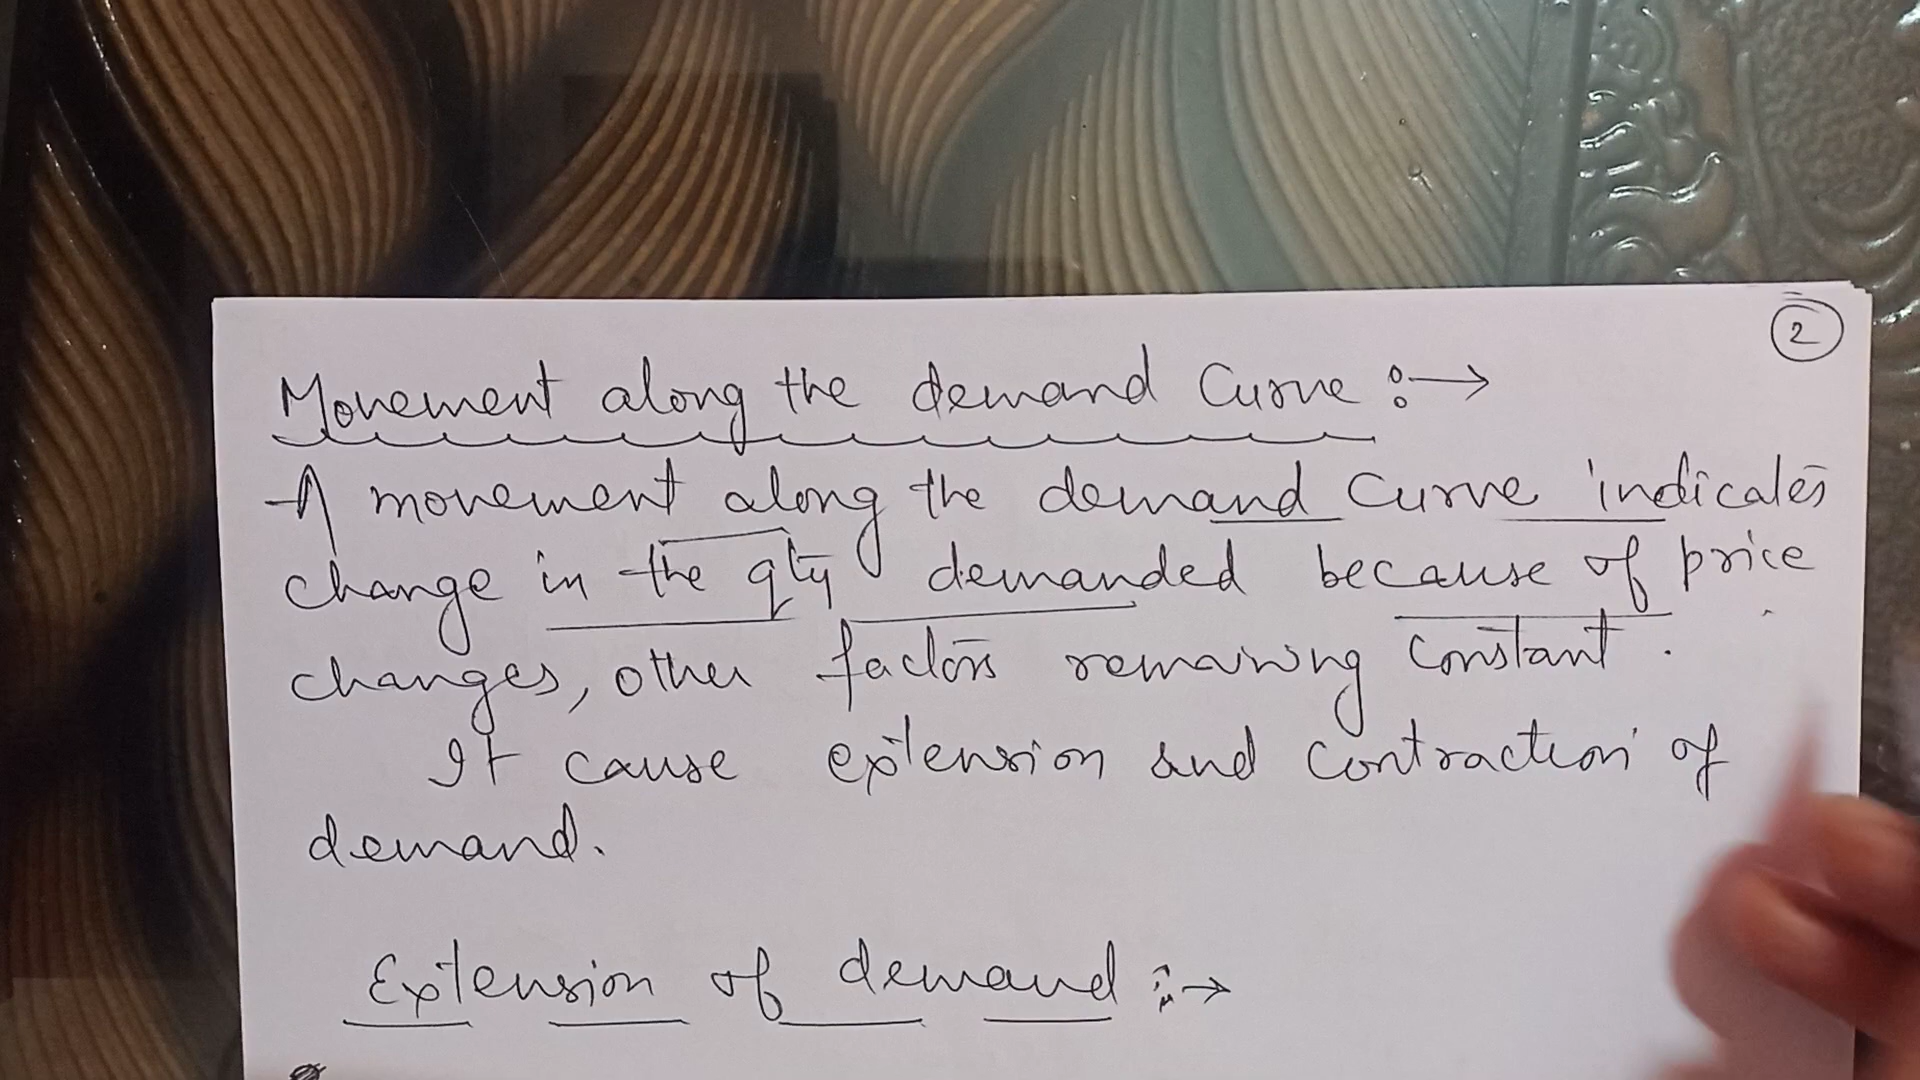 2
Movement along the demand Curve :→
A movement along the demand Curve indicates
change in the qty demanded because of price
changes, other factors remaining constant.
It cause extension and contraction of
demand.
Extension of demand :→